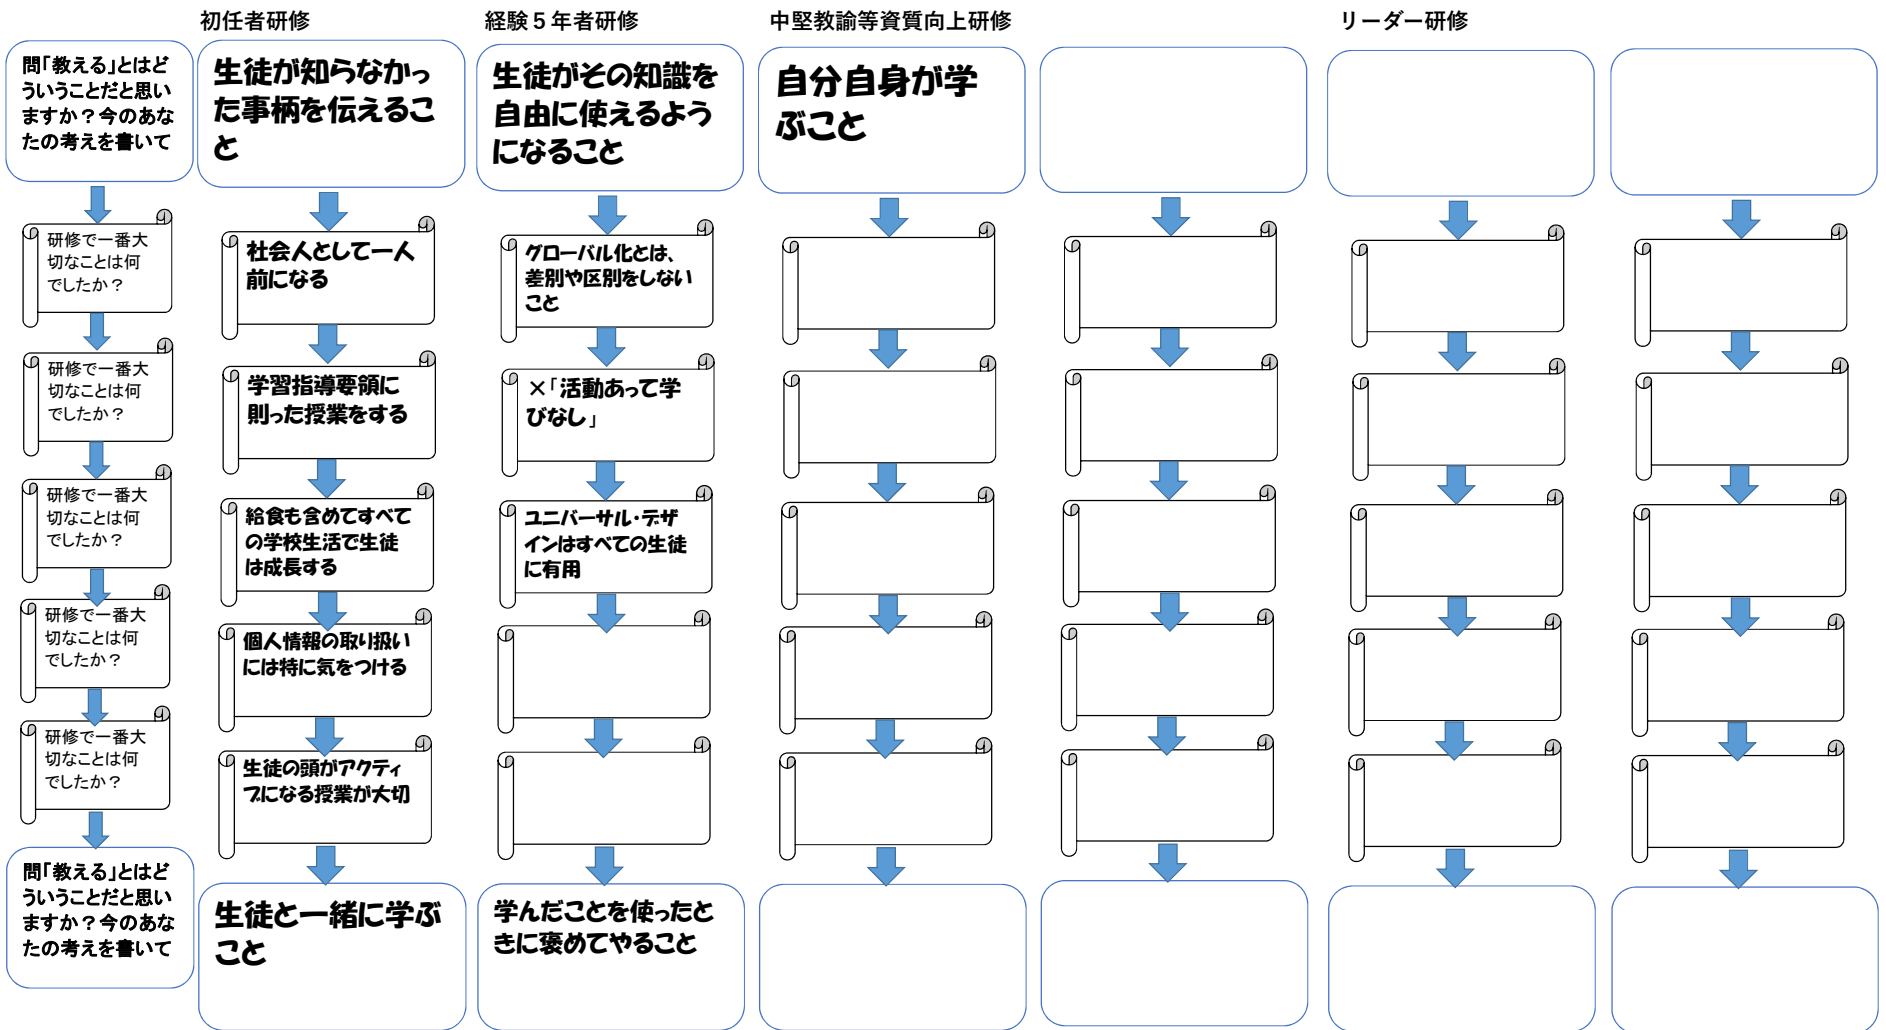 初任者研修
経験５年者研修
中堅教諭等資質向上研修
リーダー研修
問「教える」とはど
ういうことだと思い
ますか？今のあな
たの考えを書いて
研修で一番大
切なことは何
でしたか？
研修で一番大
切なことは何
でしたか？
研修で一番大
切なことは何
でしたか？
研修で一番大
切なことは何
でしたか？
研修で一番大
切なことは何
でしたか？
問「教える」とはど
ういうことだと思い
ますか？今のあな
たの考えを書いて
生徒が知らなかっ
た事柄を伝えるこ
と
社会人として一人
前になる
学習指導要領に
則った授業をする
給食も含めてすべて
の学校生活で生徒
は成長する
個人情報の取り扱い
には特に気をつける
生徒の頭がアクティ
ブになる授業が大切
生徒と一緒に学ぶ
こと
生徒がその知識を
自由に使えるよう
になること
グローバル化とは、
差別や区別をしない
こと
×「活動あって学
びなし」
ユニバーサル・デザ
インはすべての生徒
に有用
学んだことを使ったと
きに褒めてやること
自分自身が学
ぶこと